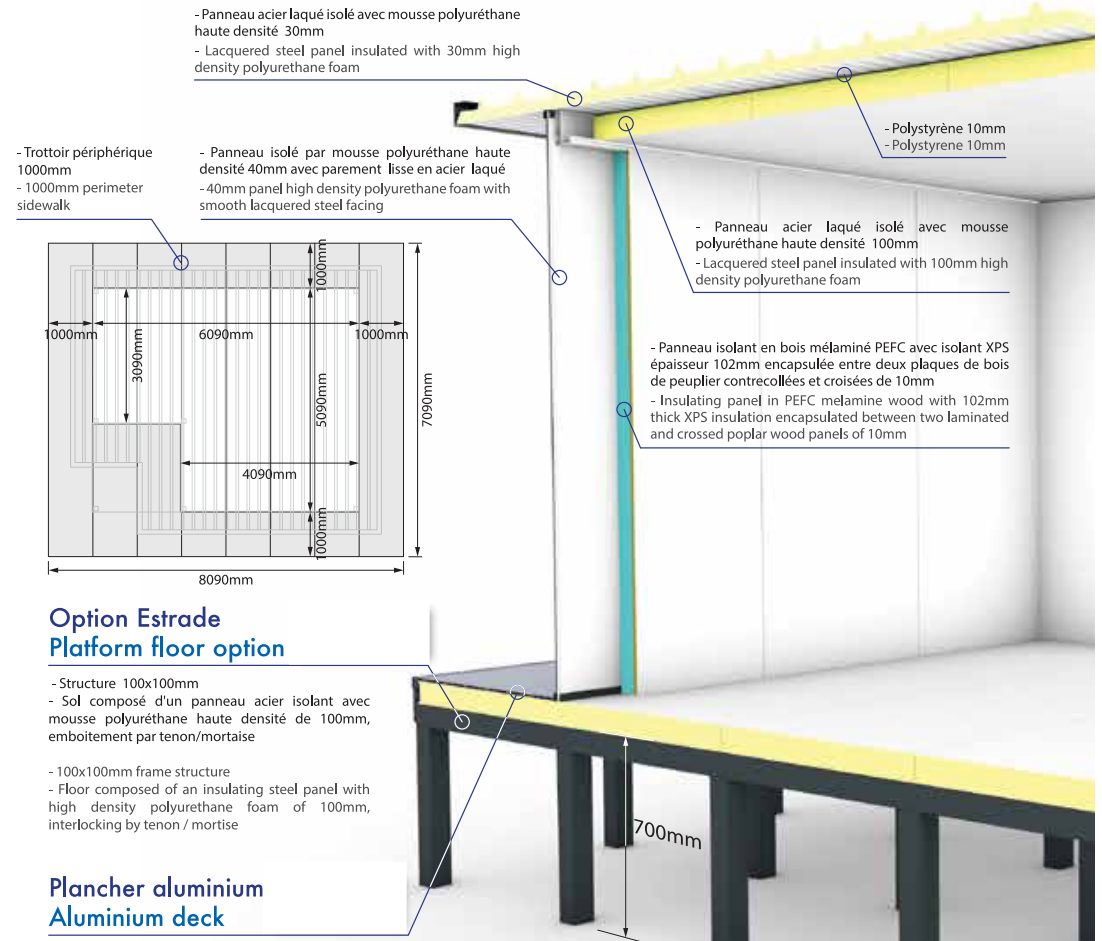 - Panneau acier laqué isolé avec mousse polyuréthane
haute densité 30mm
- Lacquered steel panel insulated with 30mm high
density polyurethane foam
- Polystyrène 10mm
- Polystyrene 10mm
- Trottoir périphérique
1000mm
- 1000mm perimeter
sidewalk
- Panneau isolé par mousse polyuréthane haute
densité 40mm avec parement lisse en acier laqué
- 40mm panel high density polyurethane foam with
smooth lacquered steel facing
- Panneau acier laqué isolé avec mousse
polyuréthane haute densité 100mm
- Lacquered steel panel insulated with 100mm high
density polyurethane foam
- Panneau isolant en bois mélaminé PEFC avec isolant XPS
épaisseur 102mm encapsulée entre deux plaques de bois
de peuplier contrecollées et croisées de 10mm
- Insulating panel in PEFC melamine wood with 102mm
thick XPS insulation encapsulated between two laminated
and crossed poplar wood panels of 10mm
1000mm
1000mm
6090mm
1000mm
3090mm
5090mm
7090mm
4090mm
1000mm
8090mm
Option Estrade
Platform floor option
- Structure 100x100mm
- Sol composé d'un panneau acier isolant avec
mousse polyuréthane haute densité de 100mm,
emboitement par tenon/mortaise
- 100x100mm frame structure
- Floor composed of an insulating steel panel with
high density polyurethane foam of 100mm,
interlocking by tenon / mortise
700mm
Plancher aluminium
Aluminium deck